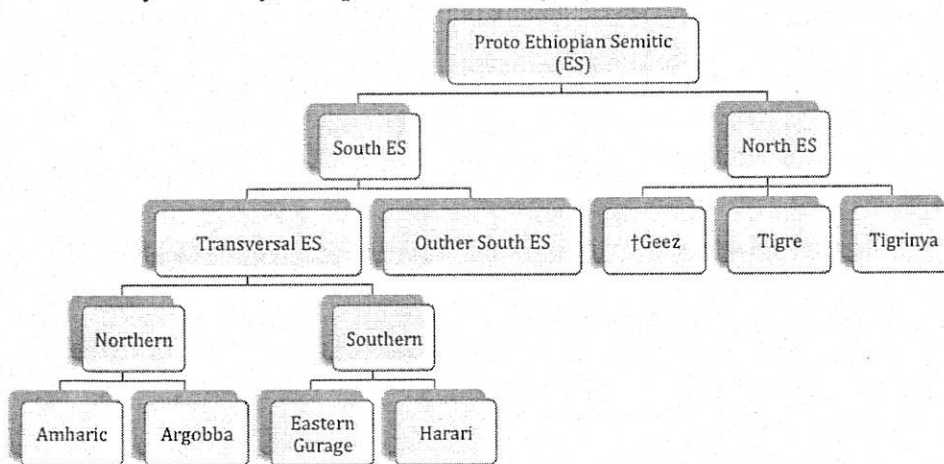 Proto Ethiopian Semitic
(ES)
South ES
North ES
Transversal ES
Outher South ES
†Geez
Tigre
Tigrinya
Northern
Southern
Amharic
Argobba
Eastern
Gurage
Harari